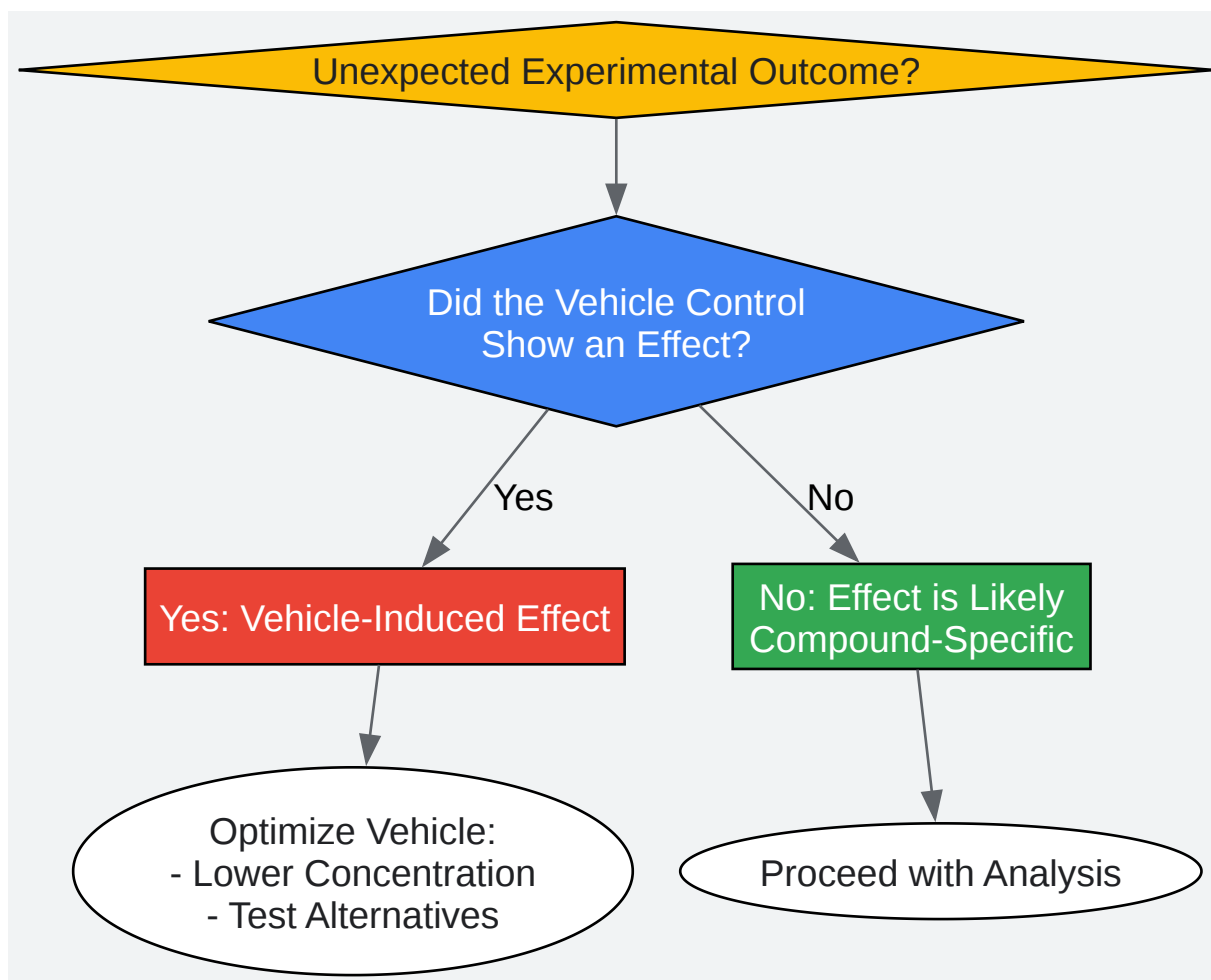 Unexpected Experimental Outcome?
Did the Vehicle Control
Show an Effect?
Yes
No
Yes: Vehicle-Induced Effect
No: Effect is Likely
Compound-Specific
Optimize Vehicle:
- Lower Concentration
- Test Alternatives
Proceed with Analysis